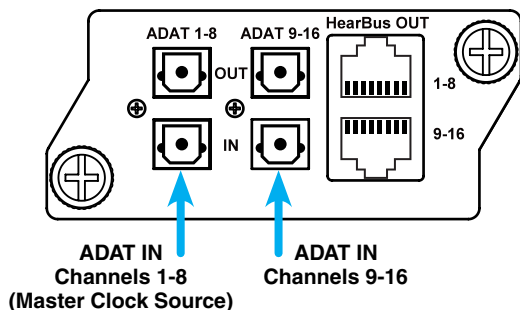 HearBus OUT
ADAT 1-8 ADAT 9-16
OUT
1-8
IN
9-16
ADAT IN
Channels 1-8
(Master Clock Source)
ADAT IN
Channels 9-16